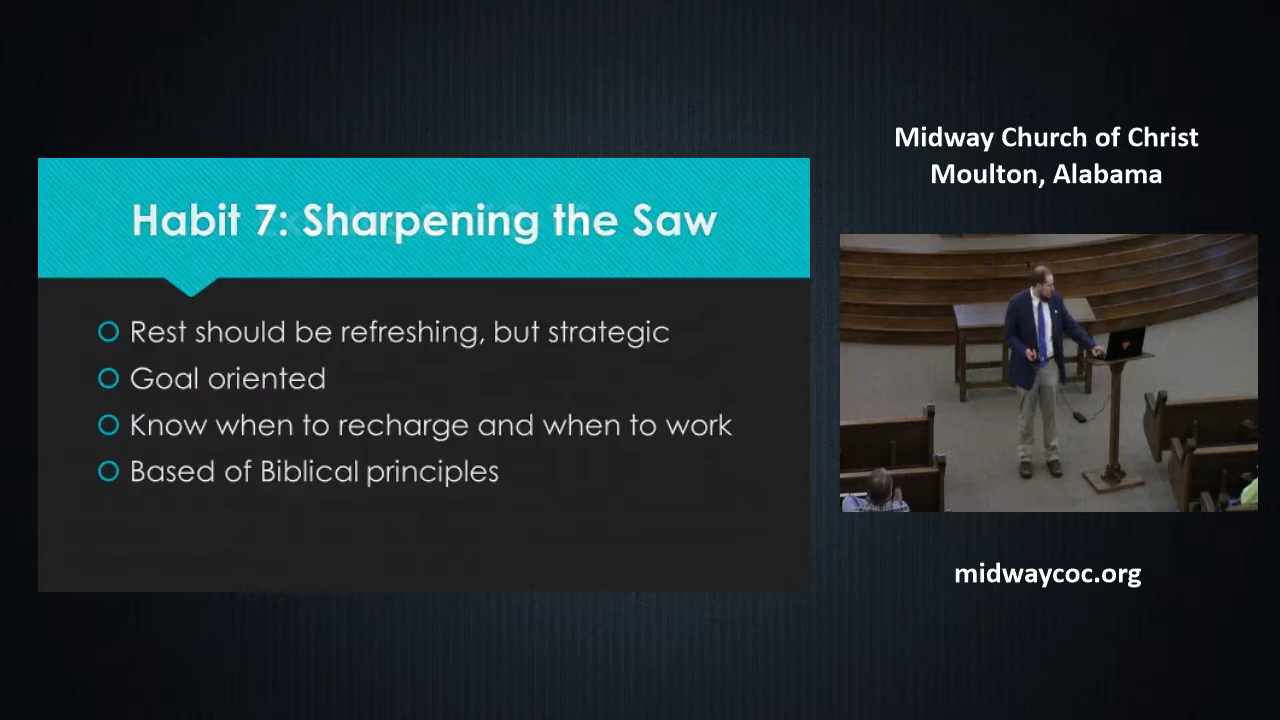 Habit 7: Sharpening the Saw
Rest should be refreshing, but strategic
Goal oriented
Know when to recharge and when to work
Based of Biblical principles
Midway Church of Christ
Moulton, Alabama
midwaycoc.org